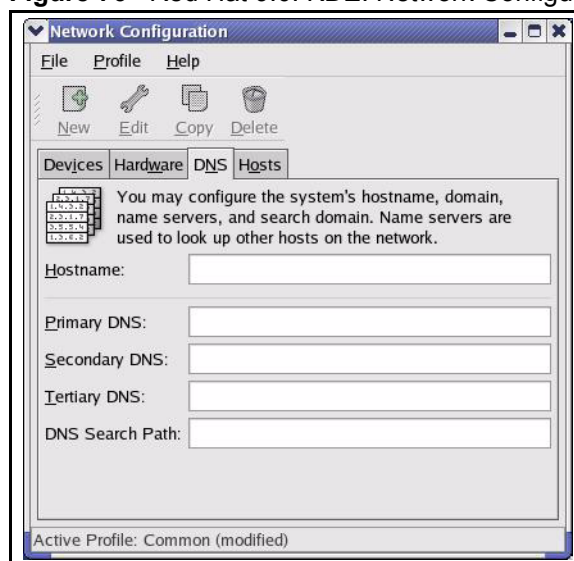 Network Configuration
File Profile Help
New Edit Copy Delete
Devices Hardware DNS Hosts
You may configure the system's hostname, domain,
name servers, and search domain. Name servers are
used to look up other hosts on the network.
Hostname:
Primary DNS:
Secondary DNS:
Tertiary DNS:
DNS Search Path:
Active Profile: Common (modified)